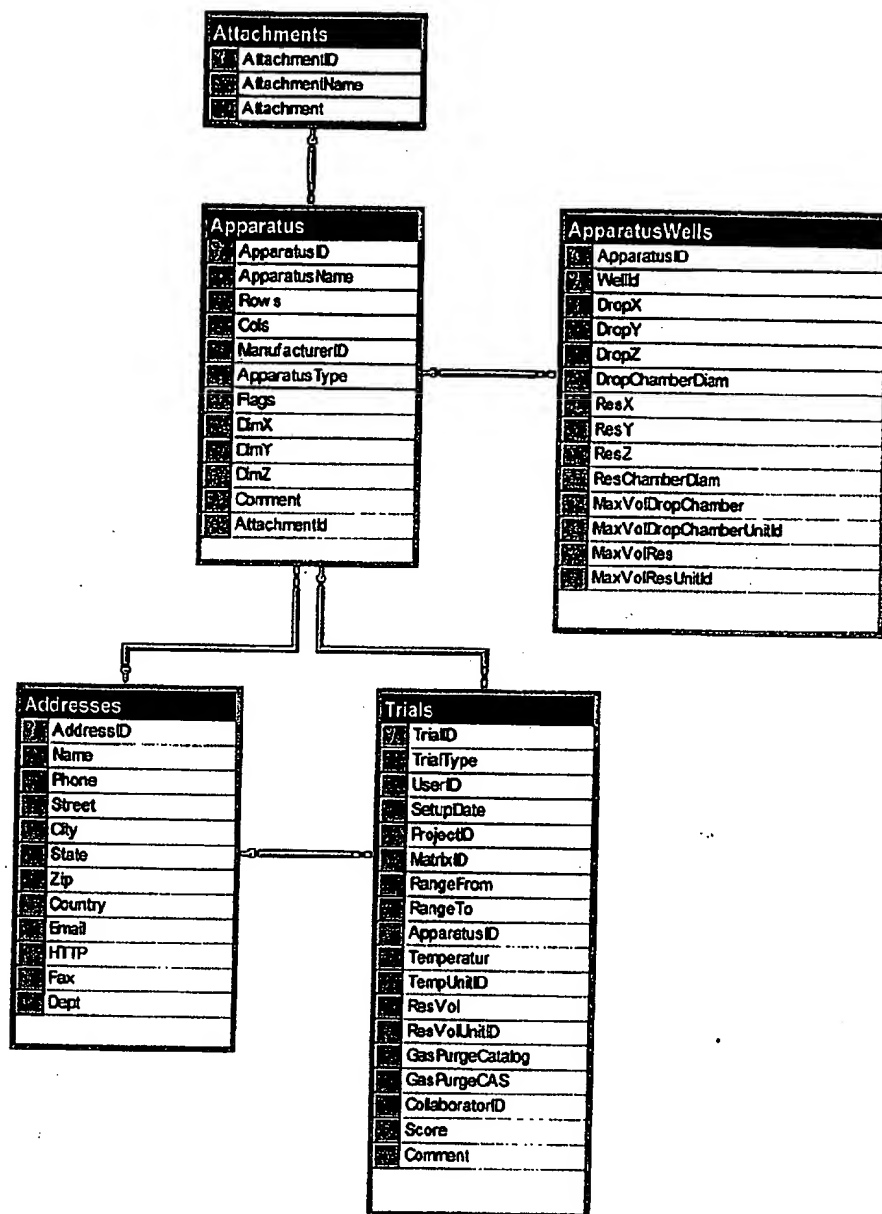 Attachments
AttachmentID
AttachmentName
Attachment
Apparatus
ApparatusID
ApparatusName
Rows
Cols
ManufacturerID
ApparatusType
Flags
DimX
DimY
DimZ
Comment
AttachmentId
ApparatusWells
ApparatusID
WellId
DropX
DropY
DropZ
DropChamberDiam
ResX
ResY
ResZ
ResChamberDiam
MaxVolDropChamber
MaxVolDropChamberUnitId
MaxVolRes
MaxVolResUnitId
Addresses
AddressID
Name
Phone
Street
City
State
Zip
Country
Email
HTTP
Fax
Dept
Trials
TrialID
TrialType
UserID
SetupDate
ProjectID
MatrixID
RangeFrom
RangeTo
ApparatusID
Temperatur
TempUnitID
ResVol
ResVolUnitID
GasPurgeCatalog
GasPurgeCAS
CollaboratorID
Score
Comment